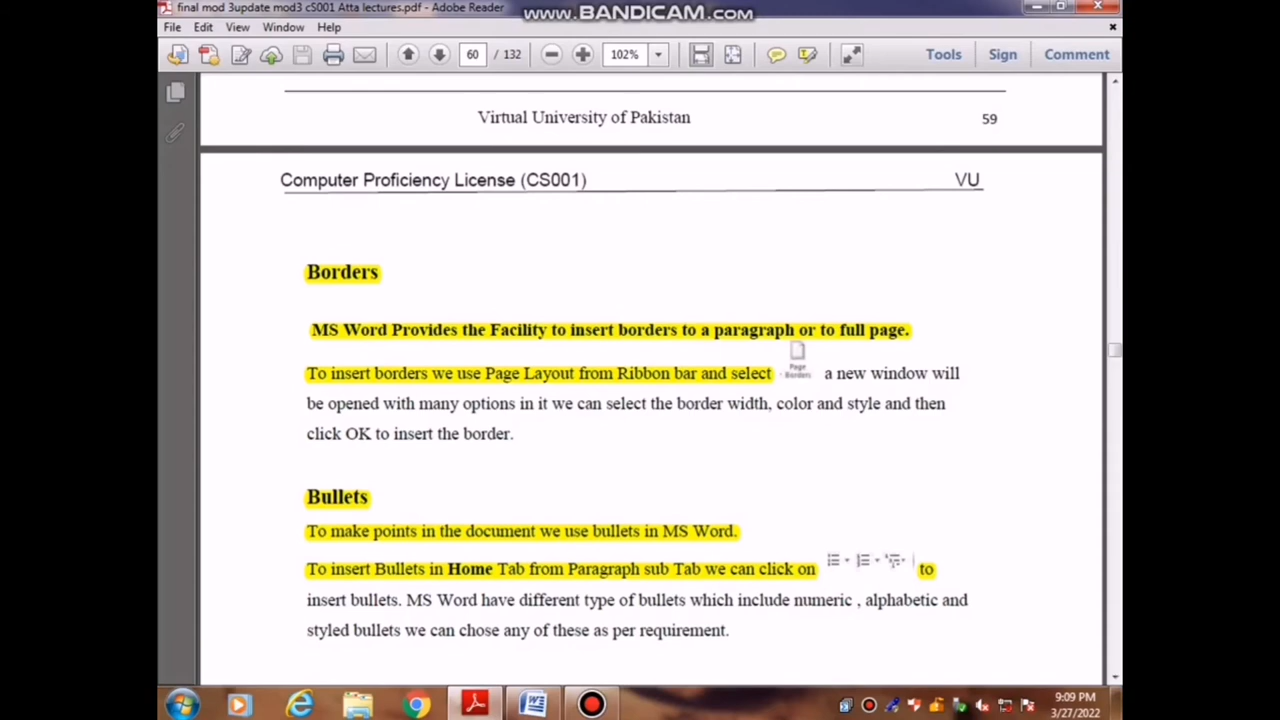 final mod 3update mod3 cS001 Atta lectures.pdf - Adobe Reader
www.BANDICAM.com
File Edit View Window Help
60 / 132 102% Tools Sign Comment
Virtual University of Pakistan 59
Computer Proficiency License (CS001) VU
Borders
MS Word Provides the Facility to insert borders to a paragraph or to full page.
To insert borders we use Page Layout from Ribbon bar and select Page Borders a new window will
be opened with many options in it we can select the border width, color and style and then
click OK to insert the border.
Bullets
To make points in the document we use bullets in MS Word.
To insert Bullets in Home Tab from Paragraph sub Tab we can click on to
insert bullets. MS Word have different type of bullets which include numeric , alphabetic and
styled bullets we can chose any of these as per requirement.
9:09 PM
3/27/2022